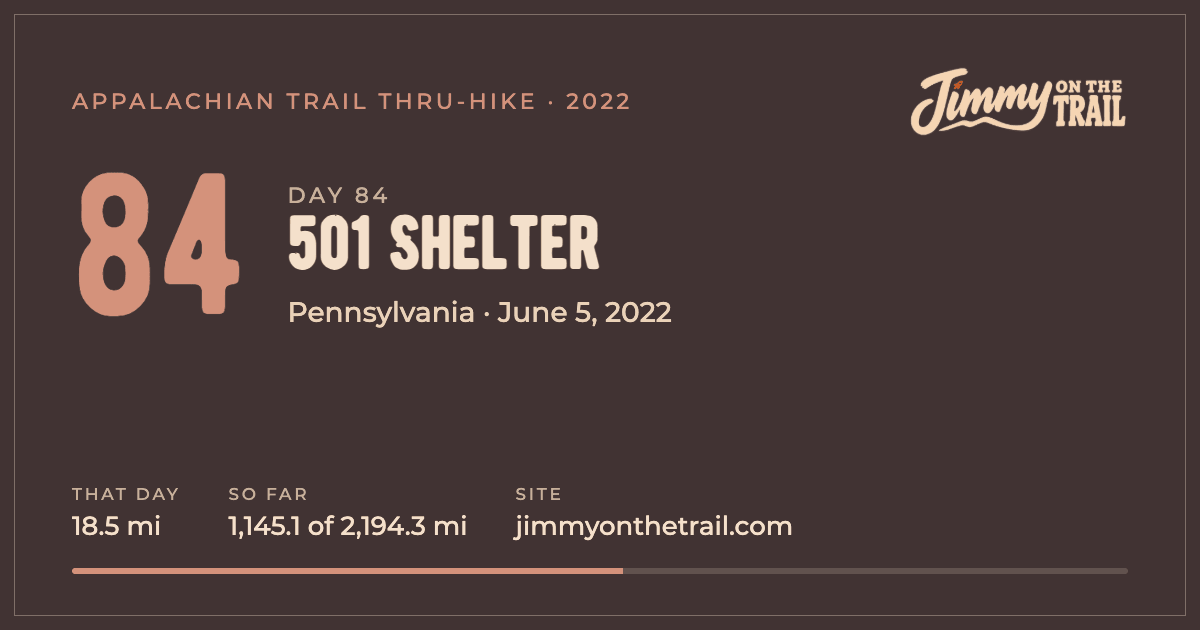 APPALACHIAN TRAIL THRU-HIKE · 2022
Jimmy ON THE TRAIL
84
DAY 84
501 SHELTER
Pennsylvania · June 5, 2022
THAT DAY
18.5 mi
SO FAR
1,145.1 of 2,194.3 mi
SITE
jimmyonthetrail.com